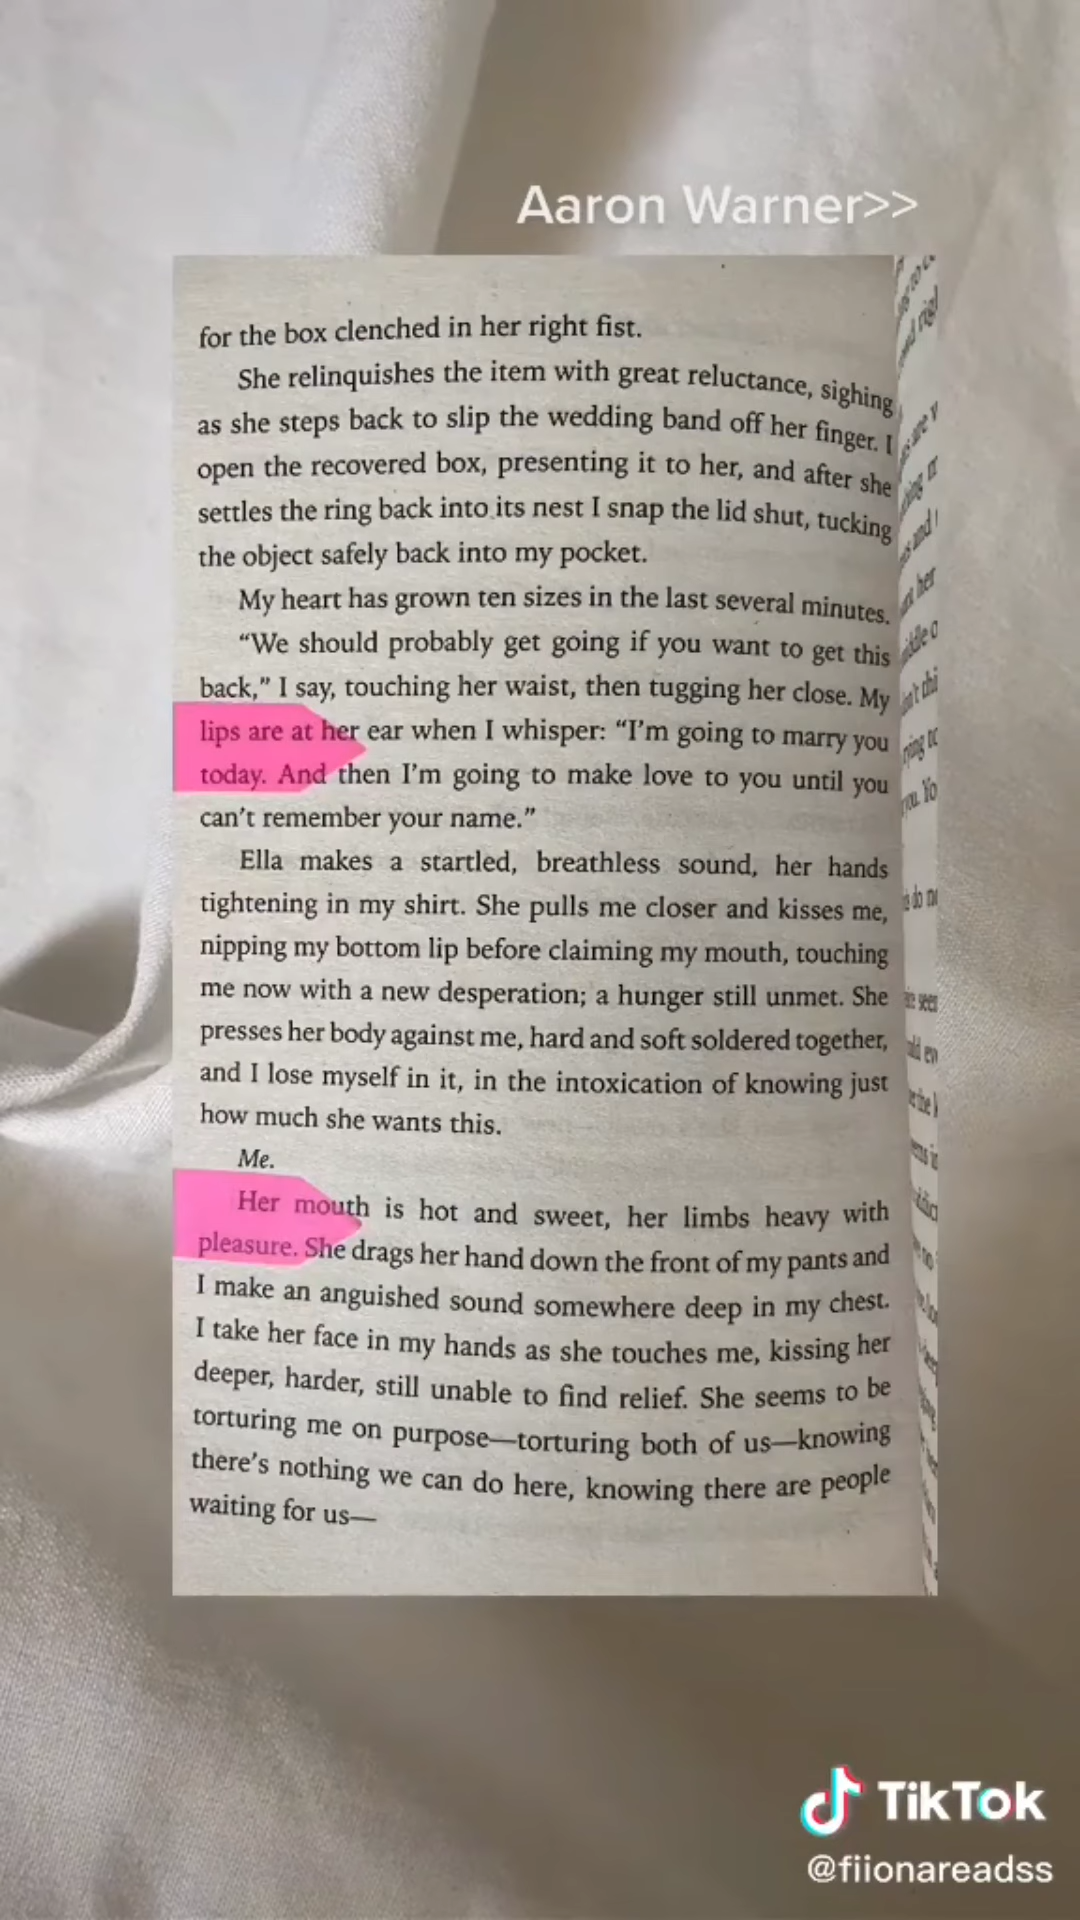 Aaron Warner>>
for the box clenched in her right fist.
She relinquishes the item with great reluctance, sighing
as she steps back to slip the wedding band off her finger. I
open the recovered box, presenting it to her, and after she
settles the ring back into its nest I snap the lid shut, tucking
the object safely back into my pocket.
My heart has grown ten sizes in the last several minutes.
“We should probably get going if you want to get this
back,” I say, touching her waist, then tugging her close. My
lips are at her ear when I whisper: “I’m going to marry you
today. And then I’m going to make love to you until you
can’t remember your name.”
Ella makes a startled, breathless sound, her hands
tightening in my shirt. She pulls me closer and kisses me,
nipping my bottom lip before claiming my mouth, touching
me now with a new desperation; a hunger still unmet. She
presses her body against me, hard and soft soldered together,
and I lose myself in it, in the intoxication of knowing just
how much she wants this.
Me.
Her mouth is hot and sweet, her limbs heavy with
pleasure. She drags her hand down the front of my pants and
I make an anguished sound somewhere deep in my chest.
I take her face in my hands as she touches me, kissing her
deeper, harder, still unable to find relief. She seems to be
torturing me on purpose—torturing both of us—knowing
there’s nothing we can do here, knowing there are people
waiting for us—
TikTok
@fiionareadss